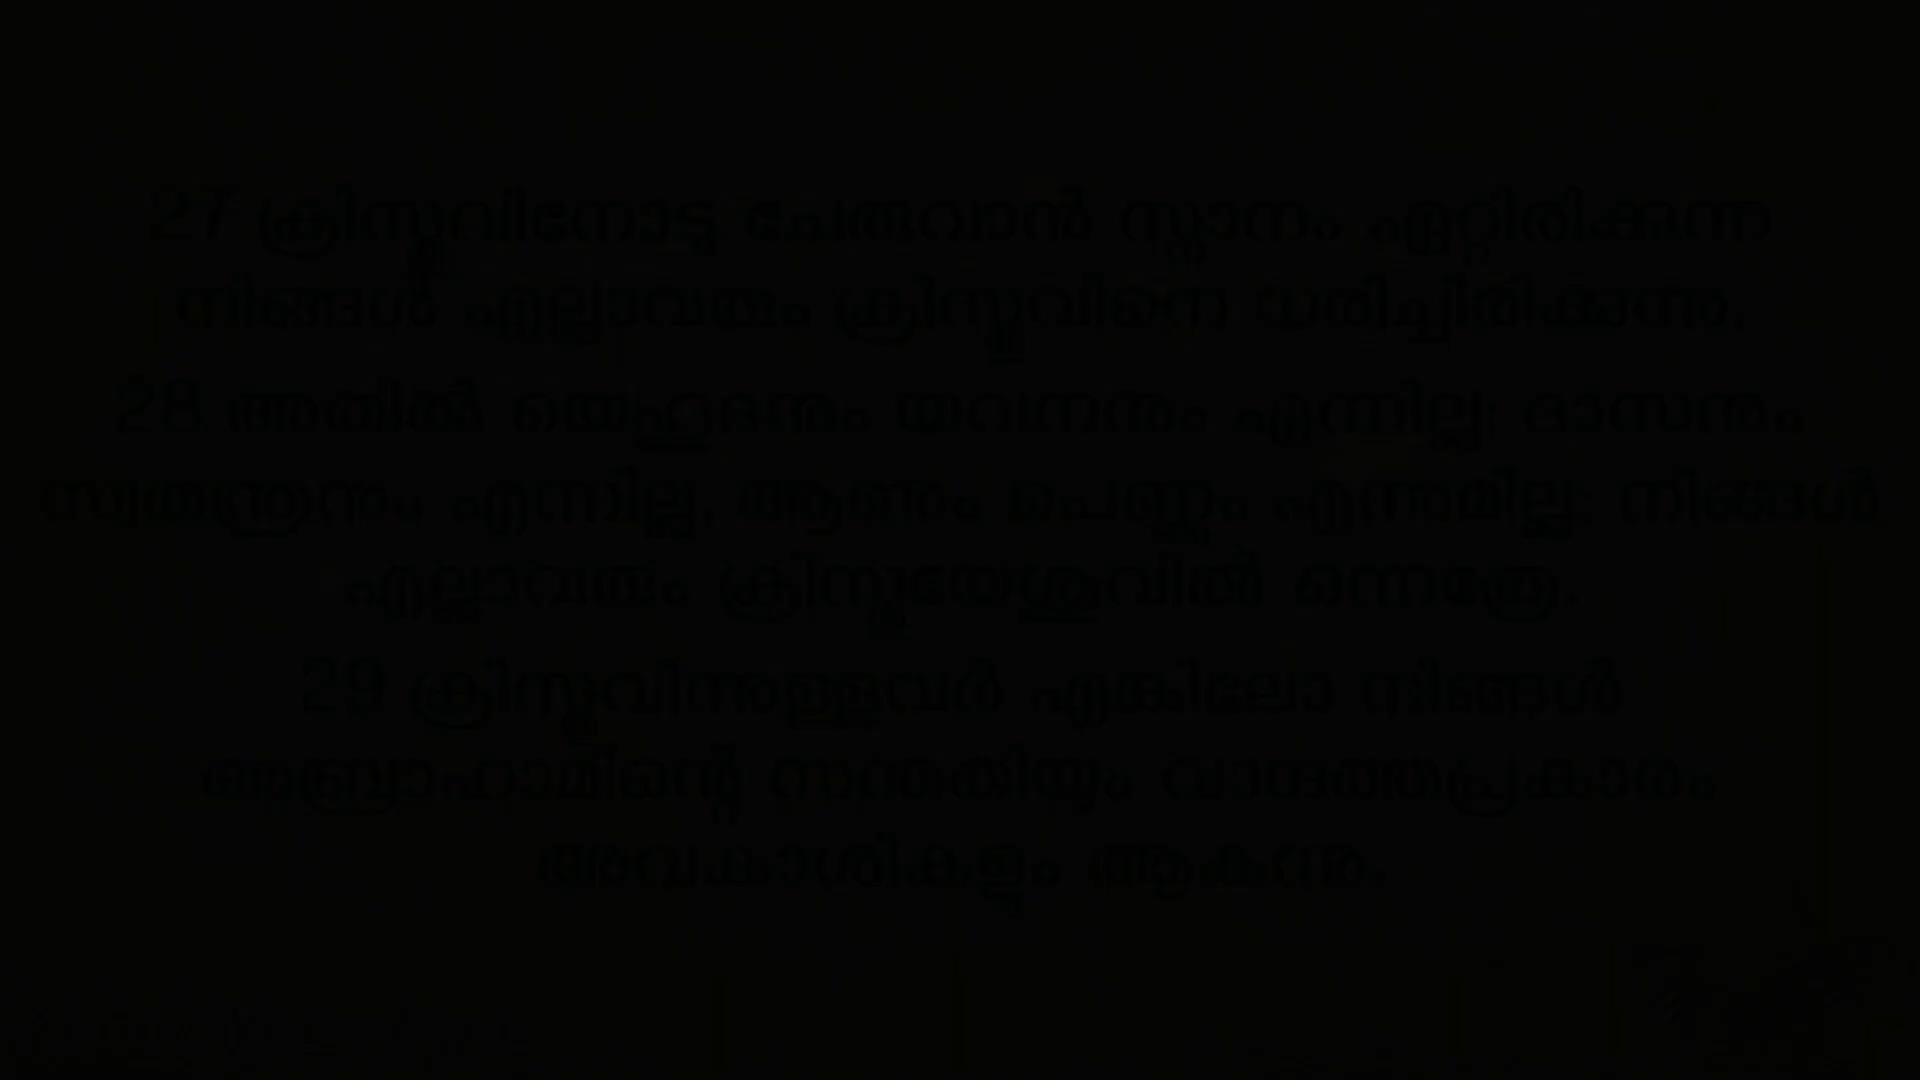 27 ക്രിസ്തുവിനോടു ചേരുവാൻ സ്നാനം ഏറ്റിരിക്കുന്ന
നിങ്ങൾ എല്ലാവരും ക്രിസ്തുവിനെ ധരിച്ചിരിക്കുന്നു.
28 അതിൽ യെഹൂദനും യവനനും എന്നില്ല; ദാസനും
സ്വതന്ത്രനും എന്നില്ല, ആണും പെണ്ണും എന്നുമില്ല; നിങ്ങൾ
എല്ലാവരും ക്രിസ്തുയേശുവിൽ ഒന്നത്രേ.
29 ക്രിസ്തുവിന്നുള്ളവർ എങ്കിലോ നിങ്ങൾ
അബ്രാഹാമിന്റെ സന്തതിയും വാഗ്ദത്തപ്രകാരം
അവകാശികളും ആകുന്നു.